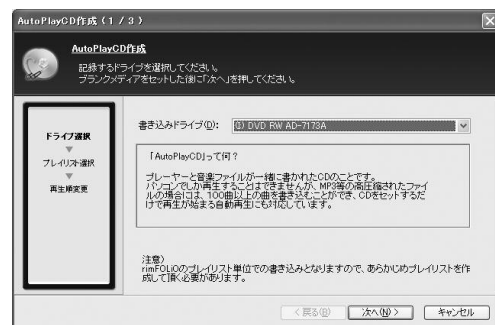 AutoPlayCD作成 ( 1 / 3 )
AutoPlayCD作成
記録するドライブを選択してください。
ブランクメディアをセットした後に「次へ」を押してください。
ドライブ選択
プレイリスト選択
再生順変更
書き込みドライブ(D):
(I:) DVD RW AD-7173A
「AutoPlayCD」って何？
プレーヤーと音楽ファイルが一緒に書かれたCDのことです。
パソコンでしか再生することはできませんが、MP3等の高圧縮されたファイ
ルの場合には、100曲以上の曲を書き込むことができ、CDをセットするだ
けで再生が始まる自動再生にも対応しています。
注意)
rimFOLiOのプレイリスト単位での書き込みとなりますので、あらかじめプレイリストを作
成して頂く必要があります。
< 戻る(B)
次へ(N) >
キャンセル